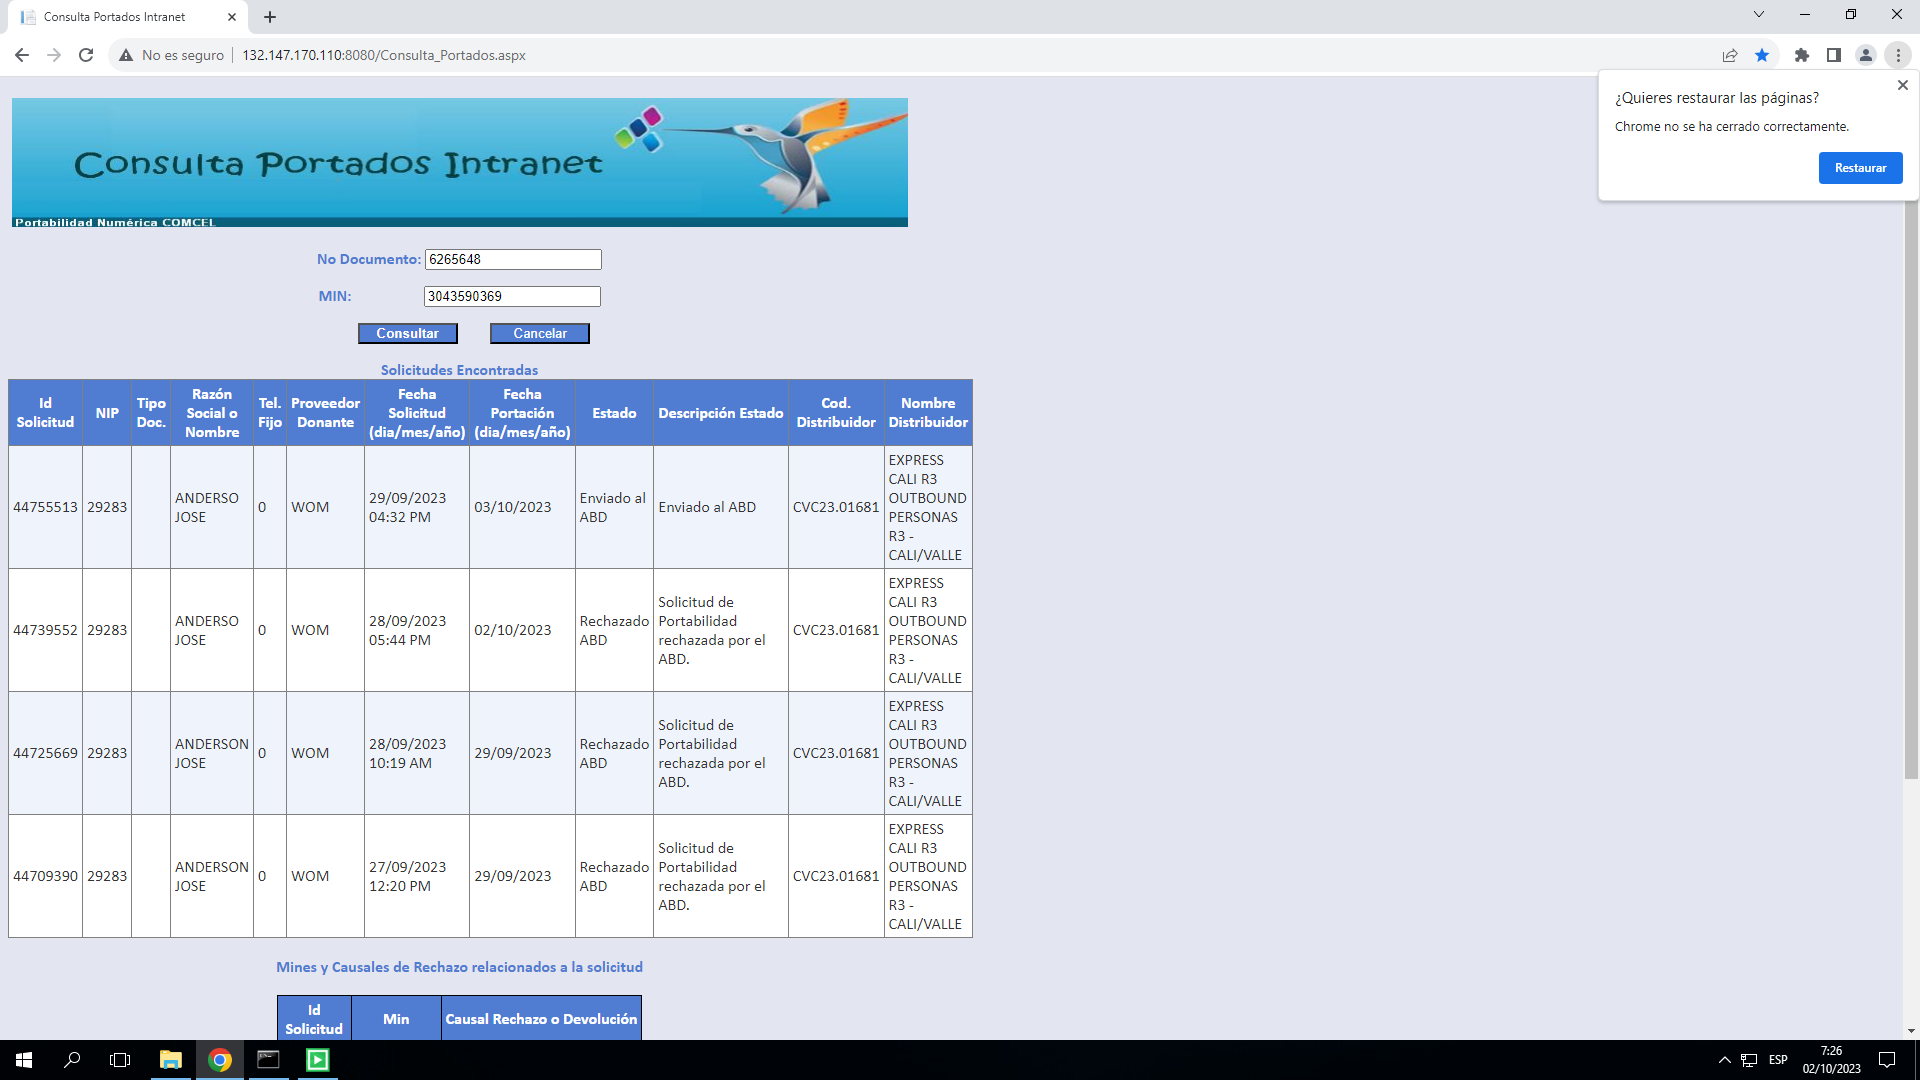 Consulta Portados Intranet
No es seguro
132.147.170.110:8080/Consulta_Portados.aspx
¿Quieres restaurar las páginas?
Chrome no se ha cerrado correctamente.
Restaurar
Consulta Portados Intranet
Portabilidad Numérica COMCEL
No Documento: 6265648
MIN: 3043590369
Consultar Cancelar
Solicitudes Encontradas
Id Solicitud NIP Tipo Doc. Razón Social o Nombre Tel. Fijo Proveedor Donante Fecha Solicitud (dia/mes/año) Fecha Portación (dia/mes/año) Estado Descripción Estado Cod. Distribuidor Nombre Distribuidor
44755513 29283 ANDERSO JOSE 0 WOM 29/09/2023 04:32 PM 03/10/2023 Enviado al ABD Enviado al ABD CVC23.01681 EXPRESS CALI R3 OUTBOUND PERSONAS R3 - CALI/VALLE
44739552 29283 ANDERSO JOSE 0 WOM 28/09/2023 05:44 PM 02/10/2023 Rechazado ABD Solicitud de Portabilidad rechazada por el ABD. CVC23.01681 EXPRESS CALI R3 OUTBOUND PERSONAS R3 - CALI/VALLE
44725669 29283 ANDERSON JOSE 0 WOM 28/09/2023 10:19 AM 29/09/2023 Rechazado ABD Solicitud de Portabilidad rechazada por el ABD. CVC23.01681 EXPRESS CALI R3 OUTBOUND PERSONAS R3 - CALI/VALLE
44709390 29283 ANDERSON JOSE 0 WOM 27/09/2023 12:20 PM 29/09/2023 Rechazado ABD Solicitud de Portabilidad rechazada por el ABD. CVC23.01681 EXPRESS CALI R3 OUTBOUND PERSONAS R3 - CALI/VALLE
Mines y Causales de Rechazo relacionados a la solicitud
Id Solicitud Min Causal Rechazo o Devolución
ESP
7:26
02/10/2023